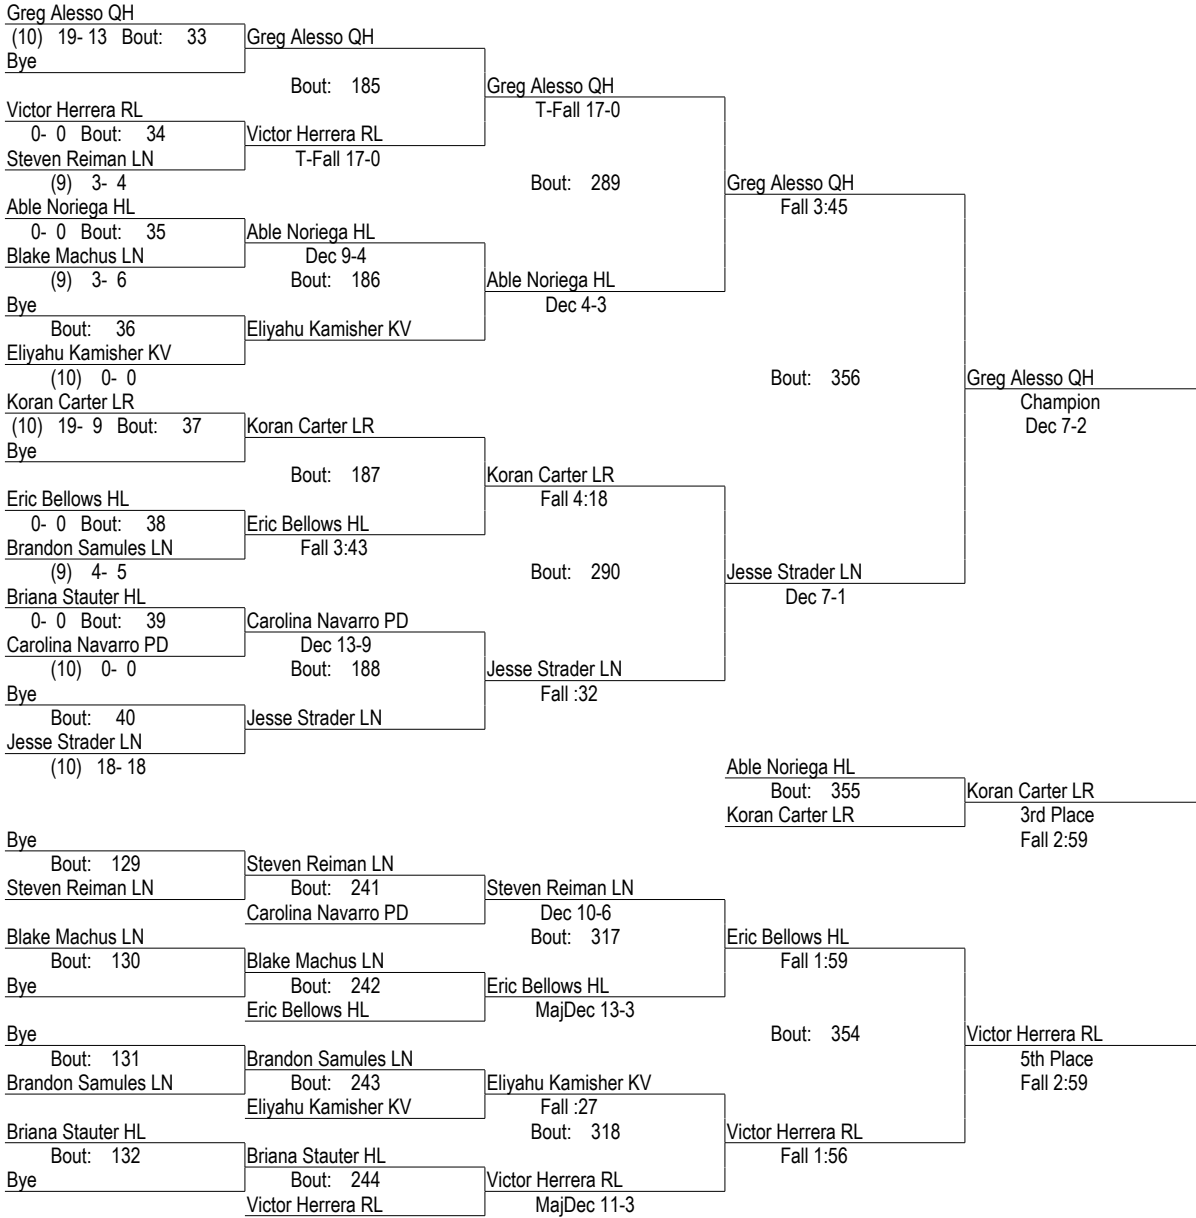 Greg Alesso QH
(10) 19- 13 Bout: 33 Greg Alesso QH
Bye
Bout: 185 Greg Alesso QH
Victor Herrera RL T-Fall 17-0
0- 0 Bout: 34 Victor Herrera RL
Steven Reiman LN T-Fall 17-0
(9) 3- 4 Bout: 289 Greg Alesso QH
Able Noriega HL Fall 3:45
0- 0 Bout: 35 Able Noriega HL
Blake Machus LN Dec 9-4
(9) 3- 6 Bout: 186 Able Noriega HL
Bye Dec 4-3
Bout: 36 Eliyahu Kamisher KV
Eliyahu Kamisher KV
(10) 0- 0 Bout: 356 Greg Alesso QH
Koran Carter LR Champion
(10) 19- 9 Bout: 37 Koran Carter LR Dec 7-2
Bye
Bout: 187 Koran Carter LR
Eric Bellows HL Fall 4:18
0- 0 Bout: 38 Eric Bellows HL
Brandon Samules LN Fall 3:43
(9) 4- 5 Bout: 290 Jesse Strader LN
Briana Stauter HL Dec 7-1
0- 0 Bout: 39 Carolina Navarro PD
Carolina Navarro PD Dec 13-9
(10) 0- 0 Bout: 188 Jesse Strader LN
Bye Fall :32
Bout: 40 Jesse Strader LN
Jesse Strader LN
(10) 18- 18 Able Noriega HL
Bout: 355 Koran Carter LR
Koran Carter LR 3rd Place
Bye Fall 2:59
Bout: 129 Steven Reiman LN
Steven Reiman LN Bout: 241 Steven Reiman LN
Carolina Navarro PD Dec 10-6
Blake Machus LN Bout: 317 Eric Bellows HL
Bout: 130 Blake Machus LN Fall 1:59
Bye Bout: 242 Eric Bellows HL
Eric Bellows HL MajDec 13-3
Bye Bout: 354 Victor Herrera RL
Bout: 131 Brandon Samules LN 5th Place
Brandon Samules LN Bout: 243 Eliyahu Kamisher KV Fall 2:59
Eliyahu Kamisher KV Fall :27
Briana Stauter HL Bout: 318 Victor Herrera RL
Bout: 132 Briana Stauter HL Fall 1:56
Bye Bout: 244 Victor Herrera RL
Victor Herrera RL MajDec 11-3